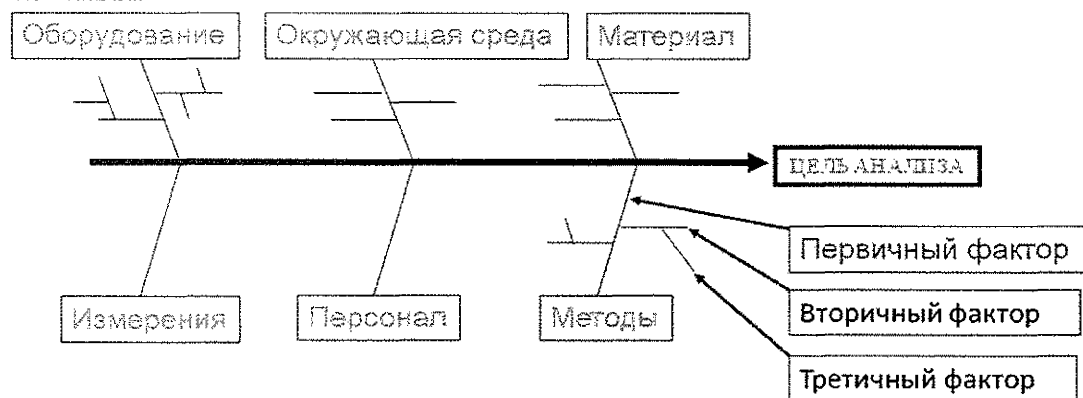 Оборудование
Окружающая среда
Материал
ЦЕЛЬ АНАЛИЗА
Первичный фактор
Измерения
Персонал
Методы
Вторичный фактор
Третичный фактор